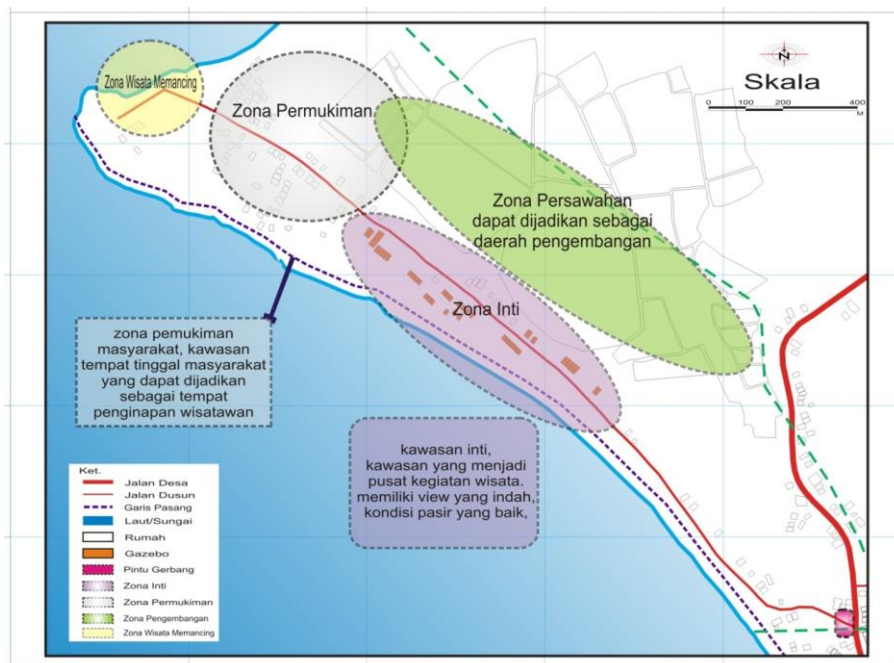 Zona Wisata Memancing
Zona Permukiman
N
Skala
0 100 200 400
M
Zona Persawahan
dapat dijadikan sebagai
daerah pengembangan
Zona Inti
zona pemukiman
masyarakat, kawasan
tempat tinggal masyarakat
yang dapat dijadikan
sebagai tempat
penginapan wisatawan
kawasan inti,
kawasan yang menjadi
pusat kegiatan wisata.
memiliki view yang indah,
kondisi pasir yang baik,
Ket.
Jalan Desa
Jalan Dusun
Garis Pasang
Laut/Sungai
Rumah
Gazebo
Pintu Gerbang
Zona Inti
Zona Permukiman
Zona Pengembangan
Zona Wisata Memancing